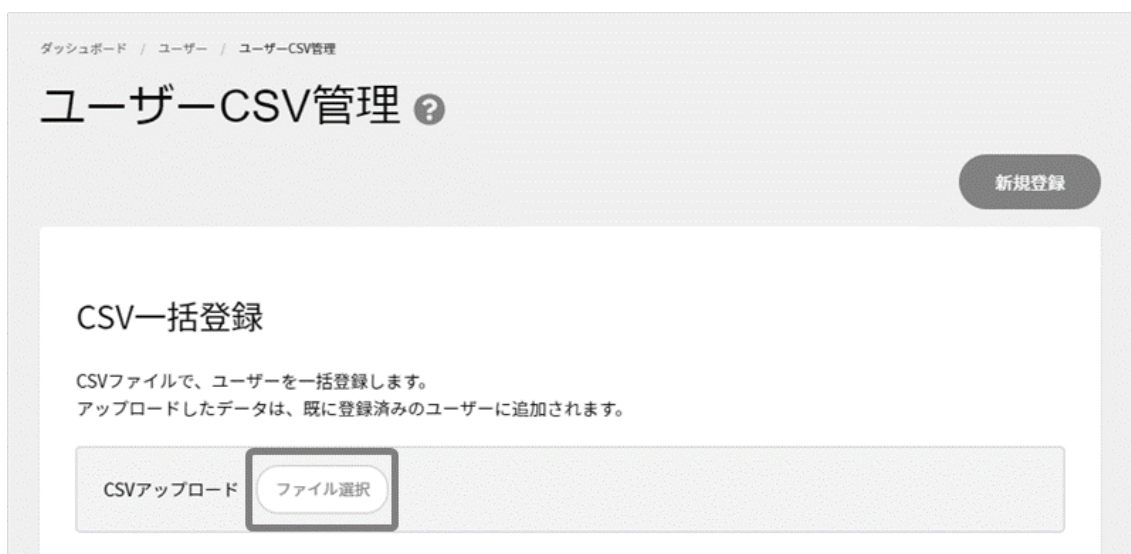 ダッシュボード / ユーザー / ユーザーCSV管理
ユーザーCSV管理 ?
新規登録
CSV一括登録
CSVファイルで、ユーザーを一括登録します。
アップロードしたデータは、既に登録済みのユーザーに追加されます。
CSVアップロード ファイル選択